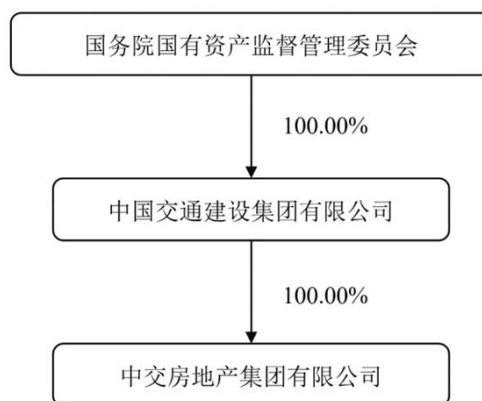 国务院国有资产监督管理委员会
100.00%
中国交通建设集团有限公司
100.00%
中交房地产集团有限公司